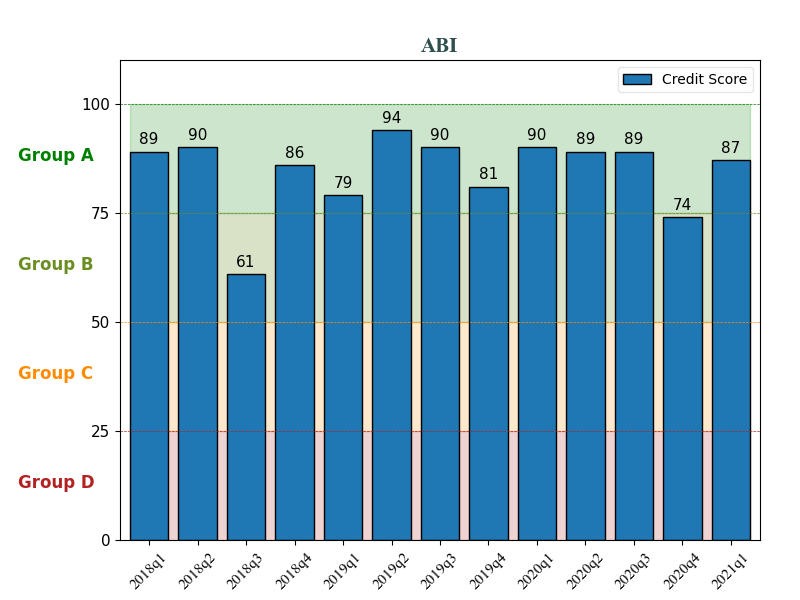 ABI
Credit Score
100
75
50
25
0
Group A
Group B
Group C
Group D
89
90
61
86
79
94
90
81
90
89
89
74
87
2018q1
2018q2
2018q3
2018q4
2019q1
2019q2
2019q3
2019q4
2020q1
2020q2
2020q3
2020q4
2021q1